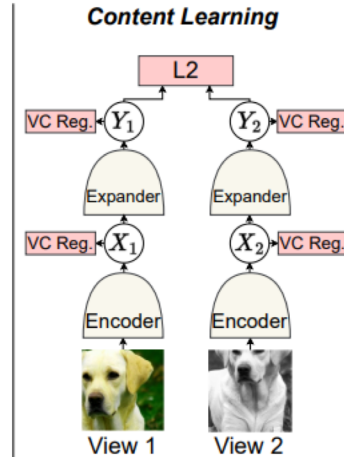 Content Learning
L2
VC Reg. Y₁ Y₂ VC Reg.
Expander Expander
VC Reg. X₁ X₂ VC Reg.
Encoder Encoder
View 1 View 2